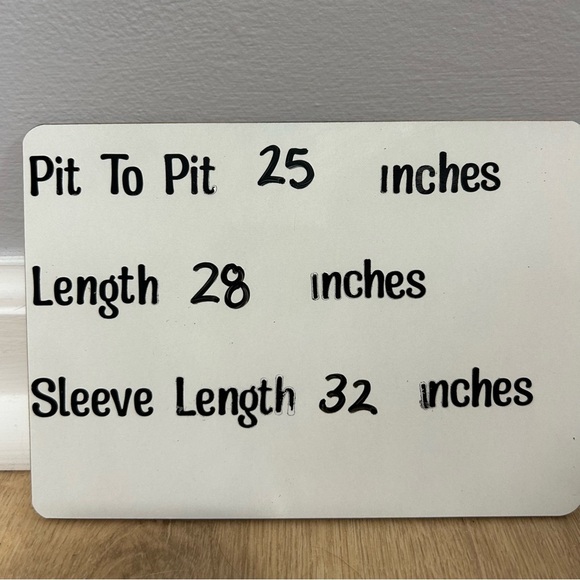 Pit To Pit 25 inches
Length 28 inches
Sleeve Length 32 inches